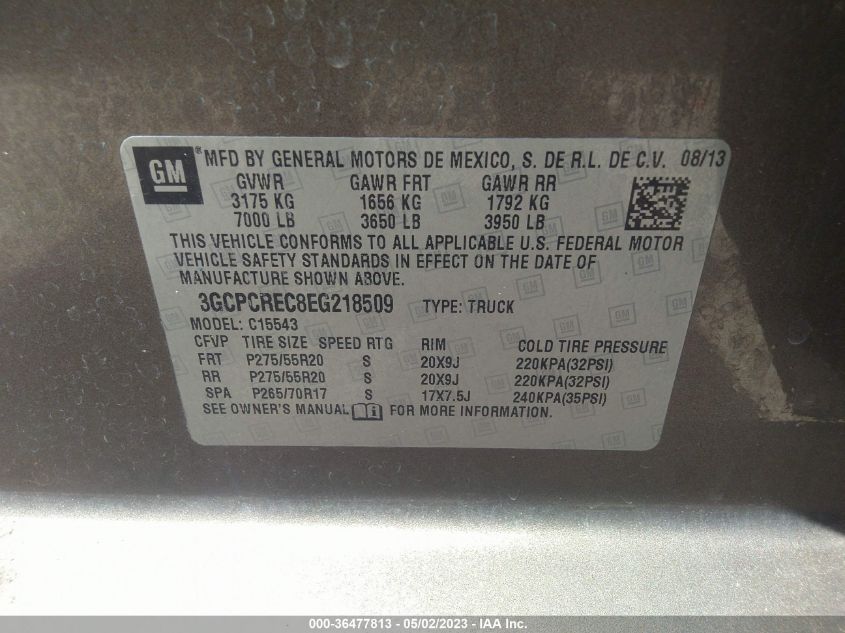 GM ® MFD BY GENERAL MOTORS DE MEXICO, S. DE R.L. DE C.V. 08/13
GVWR GAWR FRT GAWR RR
3175 KG 1656 KG 1792 KG
7000 LB 3650 LB 3950 LB
THIS VEHICLE CONFORMS TO ALL APPLICABLE U.S. FEDERAL MOTOR
VEHICLE SAFETY STANDARDS IN EFFECT ON THE DATE OF
MANUFACTURE SHOWN ABOVE.
3GCPCREC8EG218509 TYPE: TRUCK
MODEL: C15543
CFVP TIRE SIZE SPEED RTG RIM COLD TIRE PRESSURE
FRT P275/55R20 S 20X9J 220KPA(32PSI)
RR P275/55R20 S 20X9J 220KPA(32PSI)
SPA P265/70R17 S 17X7.5J 240KPA(35PSI)
SEE OWNER'S MANUAL FOR MORE INFORMATION.
000-36477813 - 05/02/2023 - © IAA, Inc.